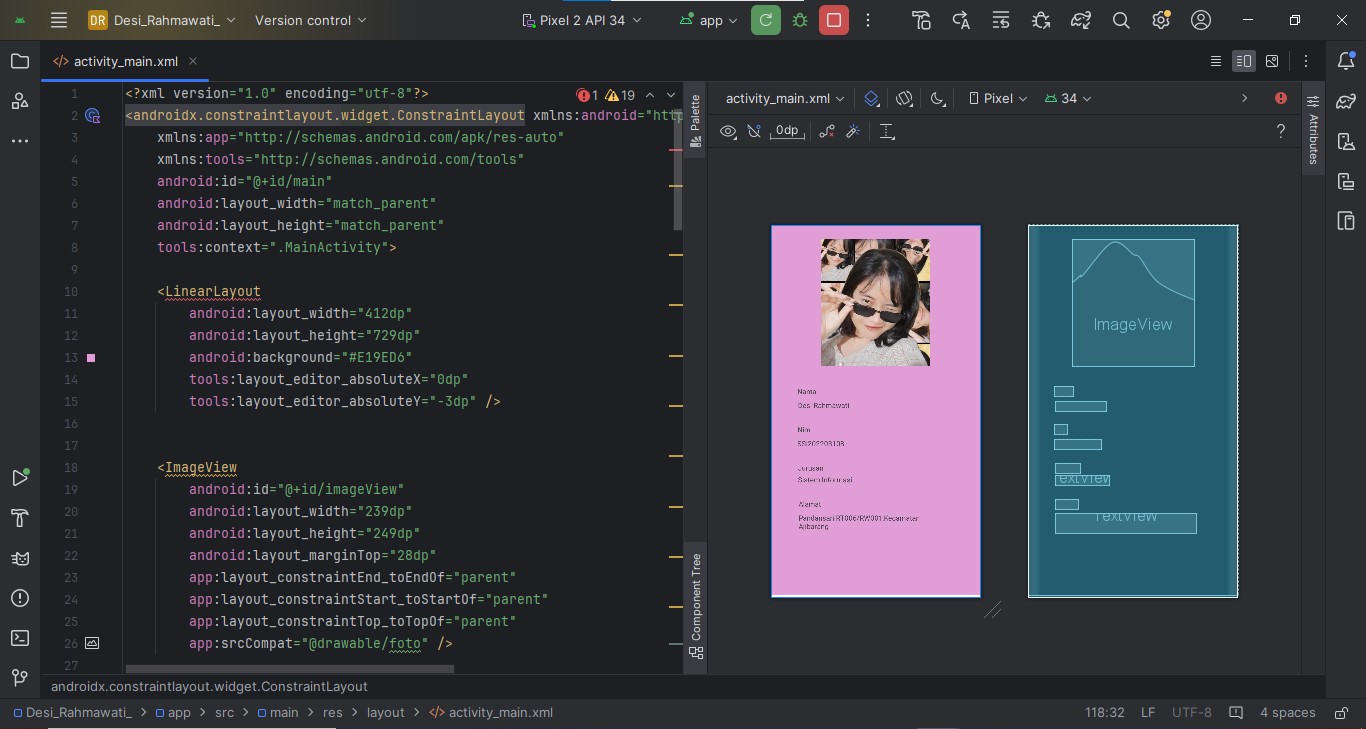 DR Desi_Rahmawati_ Version control Pixel 2 API 34 app
activity_main.xml
1 <?xml version="1.0" encoding="utf-8"?> 1 19
2 <androidx.constraintlayout.widget.ConstraintLayout xmlns:android="http
3 xmlns:app="http://schemas.android.com/apk/res-auto"
4 xmlns:tools="http://schemas.android.com/tools"
5 android:id="@+id/main"
6 android:layout_width="match_parent"
7 android:layout_height="match_parent"
8 tools:context=".MainActivity">
9
10 <LinearLayout
11 android:layout_width="412dp"
12 android:layout_height="729dp"
13 android:background="#E19ED6"
14 tools:layout_editor_absoluteX="0dp"
15 tools:layout_editor_absoluteY="-3dp" />
16
17
18 <ImageView
19 android:id="@+id/imageView"
20 android:layout_width="239dp"
21 android:layout_height="249dp"
22 android:layout_marginTop="28dp"
23 app:layout_constraintEnd_toEndOf="parent"
24 app:layout_constraintStart_toStartOf="parent"
25 app:layout_constraintTop_toTopOf="parent"
26 app:srcCompat="@drawable/foto" />
27
Palette
Component Tree
activity_main.xml Pixel 34
0dp ?
Nama
Desi Rahmawati
Nim
Jurusan
Sistem Informasi
Alamat
Pandansari RT006/RW001 Kecamatan
Ajibarang
ImageView
TextView
TextView
Attributes
androidx.constraintlayout.widget.ConstraintLayout
Desi_Rahmawati_ > app > src > main > res > layout > activity_main.xml 118:32 LF UTF-8 4 spaces